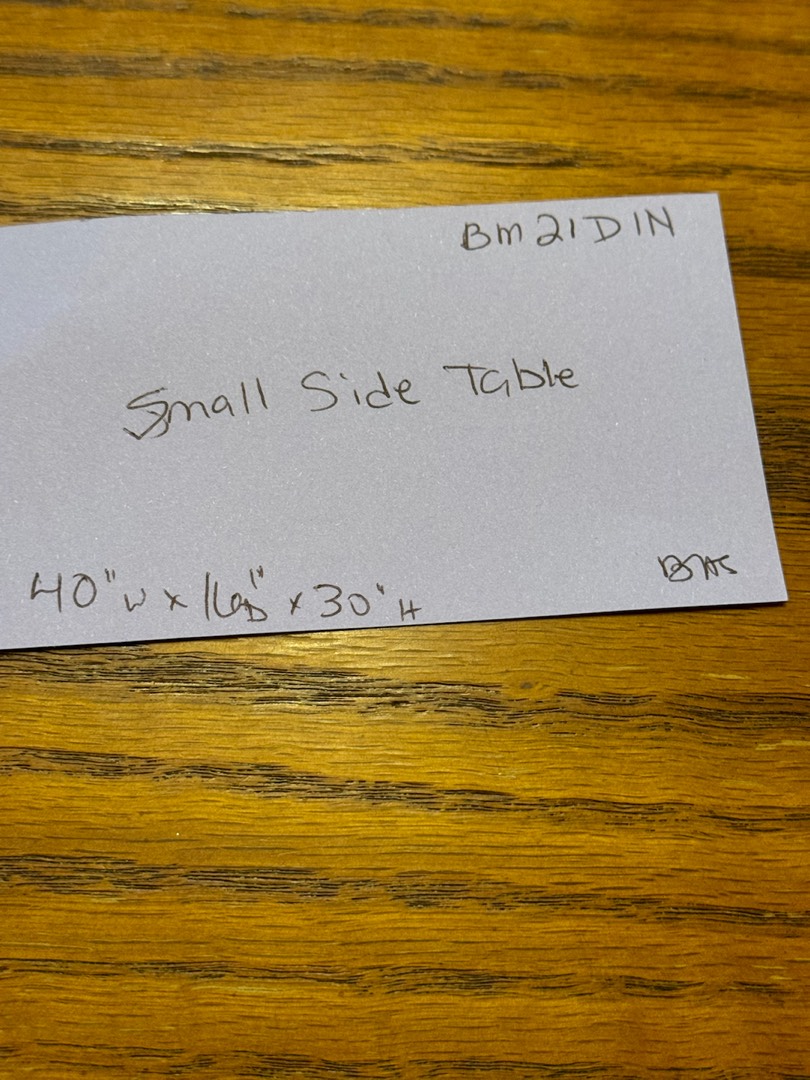 BM21DIN
Small Side Table
40"W x 16"D x 30"H